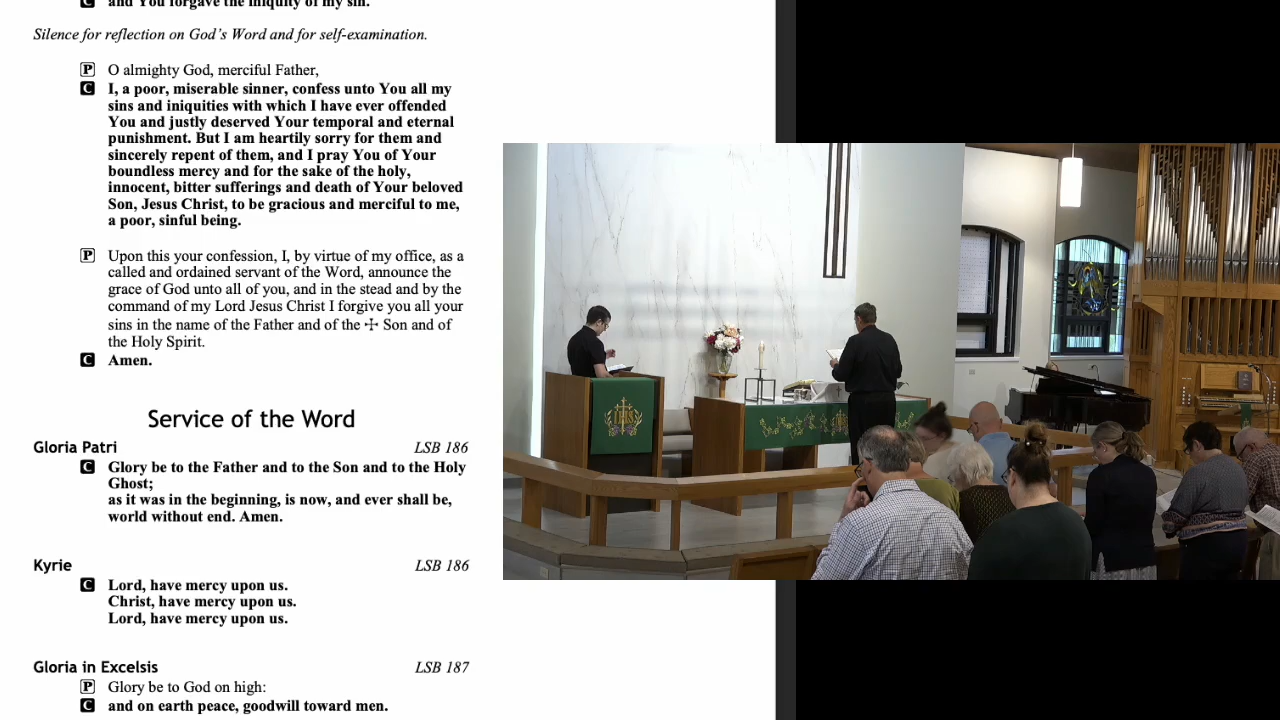 C and You forgave the iniquity of my sin.
Silence for reflection on God's Word and for self-examination.
P O almighty God, merciful Father,
C I, a poor, miserable sinner, confess unto You all my
sins and iniquities with which I have ever offended
You and justly deserved Your temporal and eternal
punishment. But I am heartily sorry for them and
sincerely repent of them, and I pray You of Your
boundless mercy and for the sake of the holy,
innocent, bitter sufferings and death of Your beloved
Son, Jesus Christ, to be gracious and merciful to me,
a poor, sinful being.
P Upon this your confession, I, by virtue of my office, as a
called and ordained servant of the Word, announce the
grace of God unto all of you, and in the stead and by the
command of my Lord Jesus Christ I forgive you all your
sins in the name of the Father and of the ☩ Son and of
the Holy Spirit.
C Amen.
Service of the Word
Gloria Patri LSB 186
C Glory be to the Father and to the Son and to the Holy
Ghost;
as it was in the beginning, is now, and ever shall be,
world without end. Amen.
Kyrie LSB 186
C Lord, have mercy upon us.
Christ, have mercy upon us.
Lord, have mercy upon us.
Gloria in Excelsis LSB 187
P Glory be to God on high:
C and on earth peace, goodwill toward men.
IHS